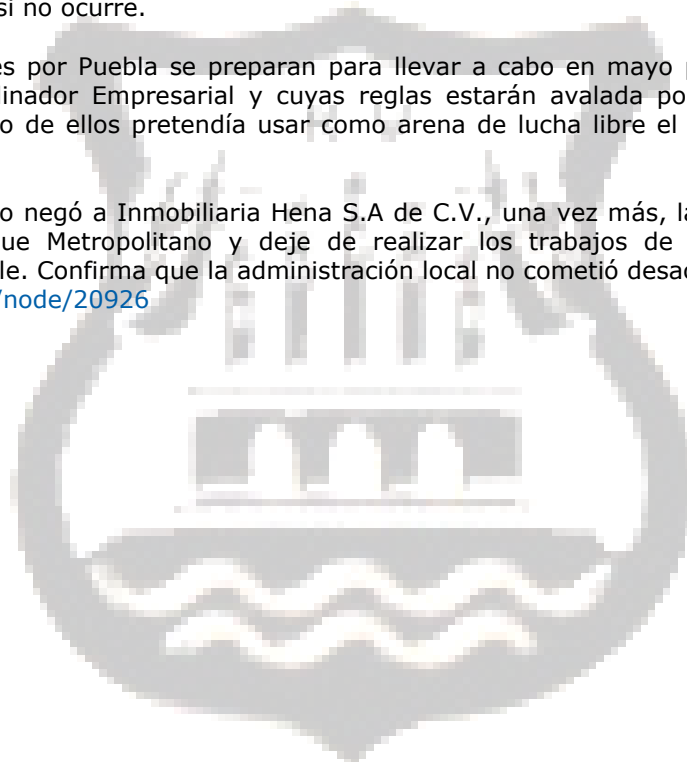 si no ocurre.
es por Puebla se preparan para llevar a cabo en mayo
inador Empresarial y cuyas reglas estarán avalada po
o de ellos pretendía usar como arena de lucha libre el
o negó a Inmobiliaria Hena S.A de C.V., una vez más, la
ue Metropolitano y deje de realizar los trabajos de
le. Confirma que la administración local no cometió desac
/node/20926